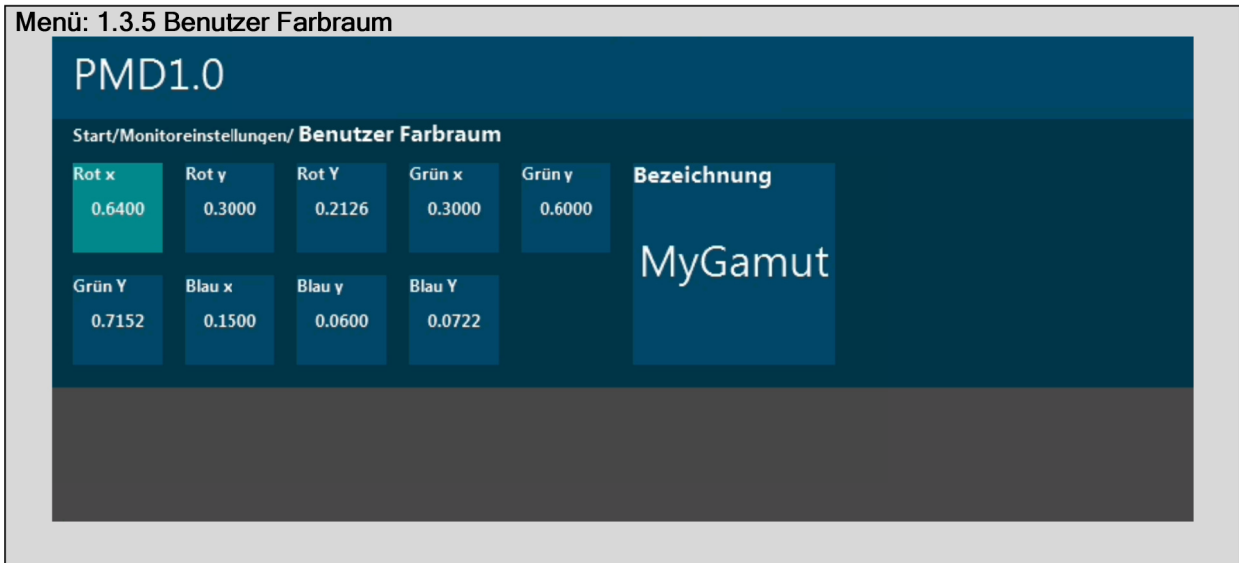 Menü: 1.3.5 Benutzer Farbraum
PMD1.0
Start/Monitoreinstellungen/ Benutzer Farbraum
Rot x Rot y Rot Y Grün x Grün y Bezeichnung
0.6400 0.3000 0.2126 0.3000 0.6000
MyGamut
Grün Y Blau x Blau y Blau Y
0.7152 0.1500 0.0600 0.0722